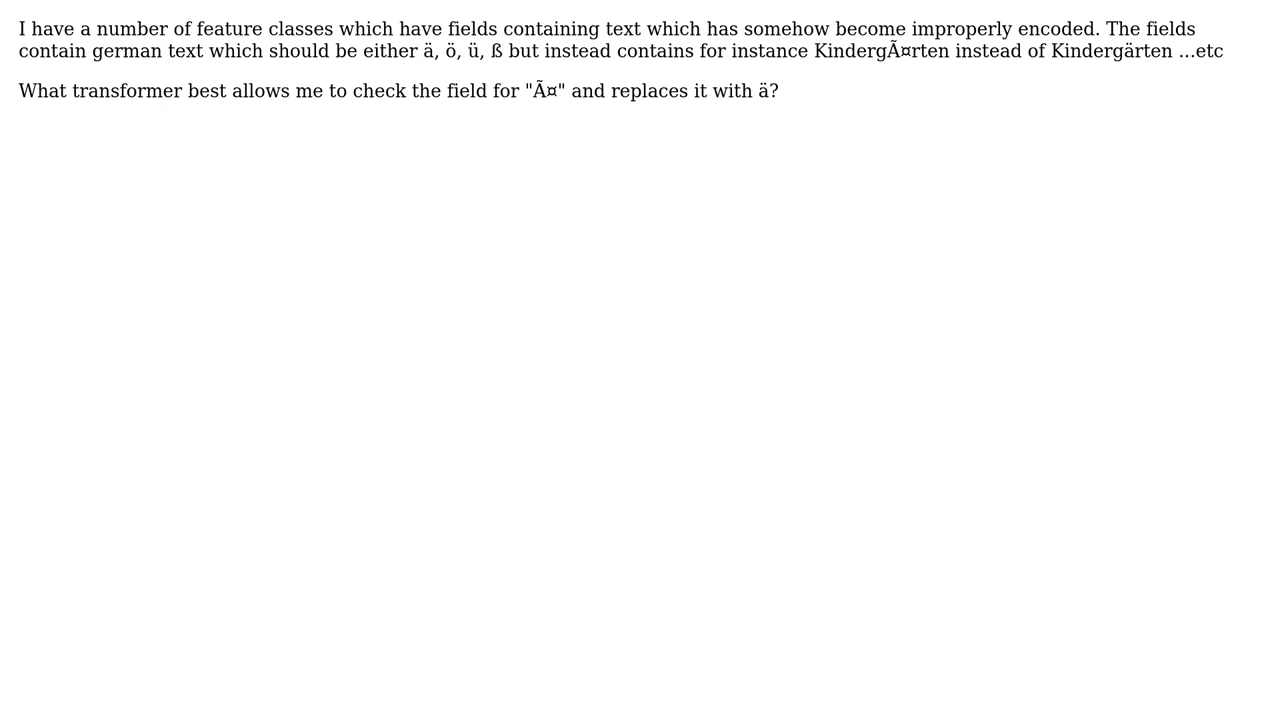 I have a number of feature classes which have fields containing text which has somehow become improperly encoded. The fields
contain german text which should be either ä, ö, ü, ß but instead contains for instance KindergÃ¤rten instead of Kindergärten ...etc
What transformer best allows me to check the field for "Ã¤" and replaces it with ä?